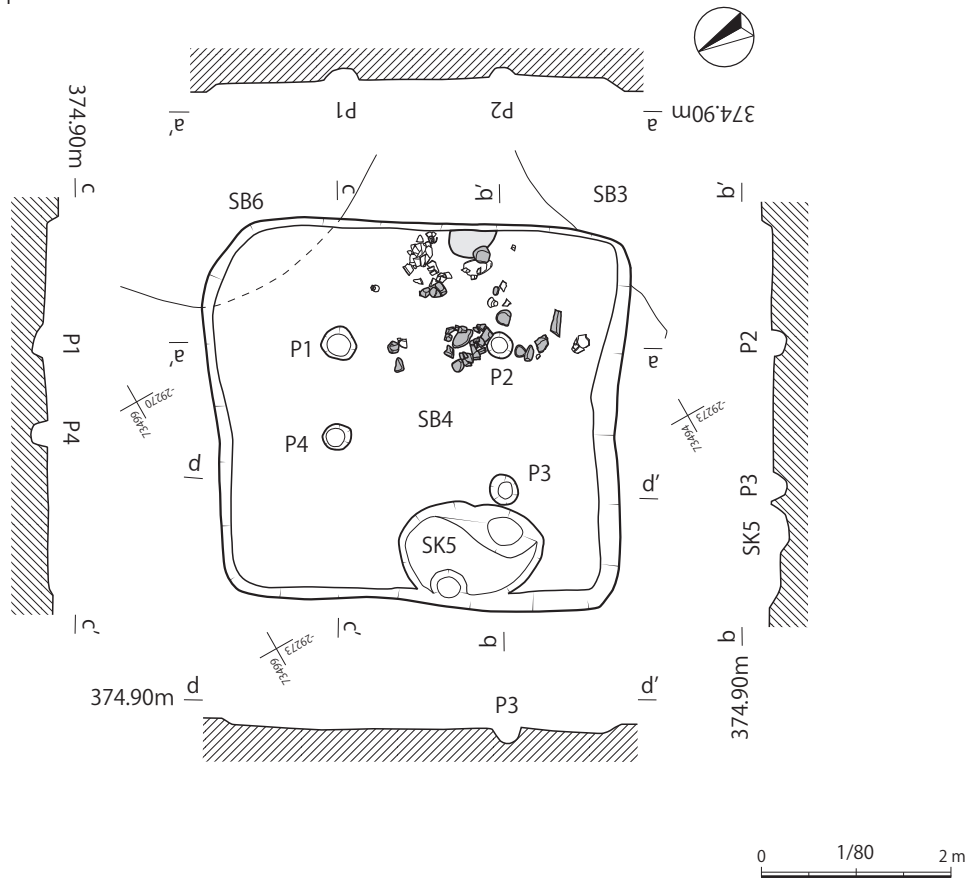 P1
P2
a'
a
374.90m
374.90m
c
SB6
c
b'
SB3
b'
P1
P4
a'
a
P2
P1
P2
-29270
73499
SB4
-29273
73494
P4
P3
d
d'
P3
SK5
SK5
c'
c'
b
b
374.90m
-29273
73499
374.90m
d
P3
d'
0
1/80
2 m